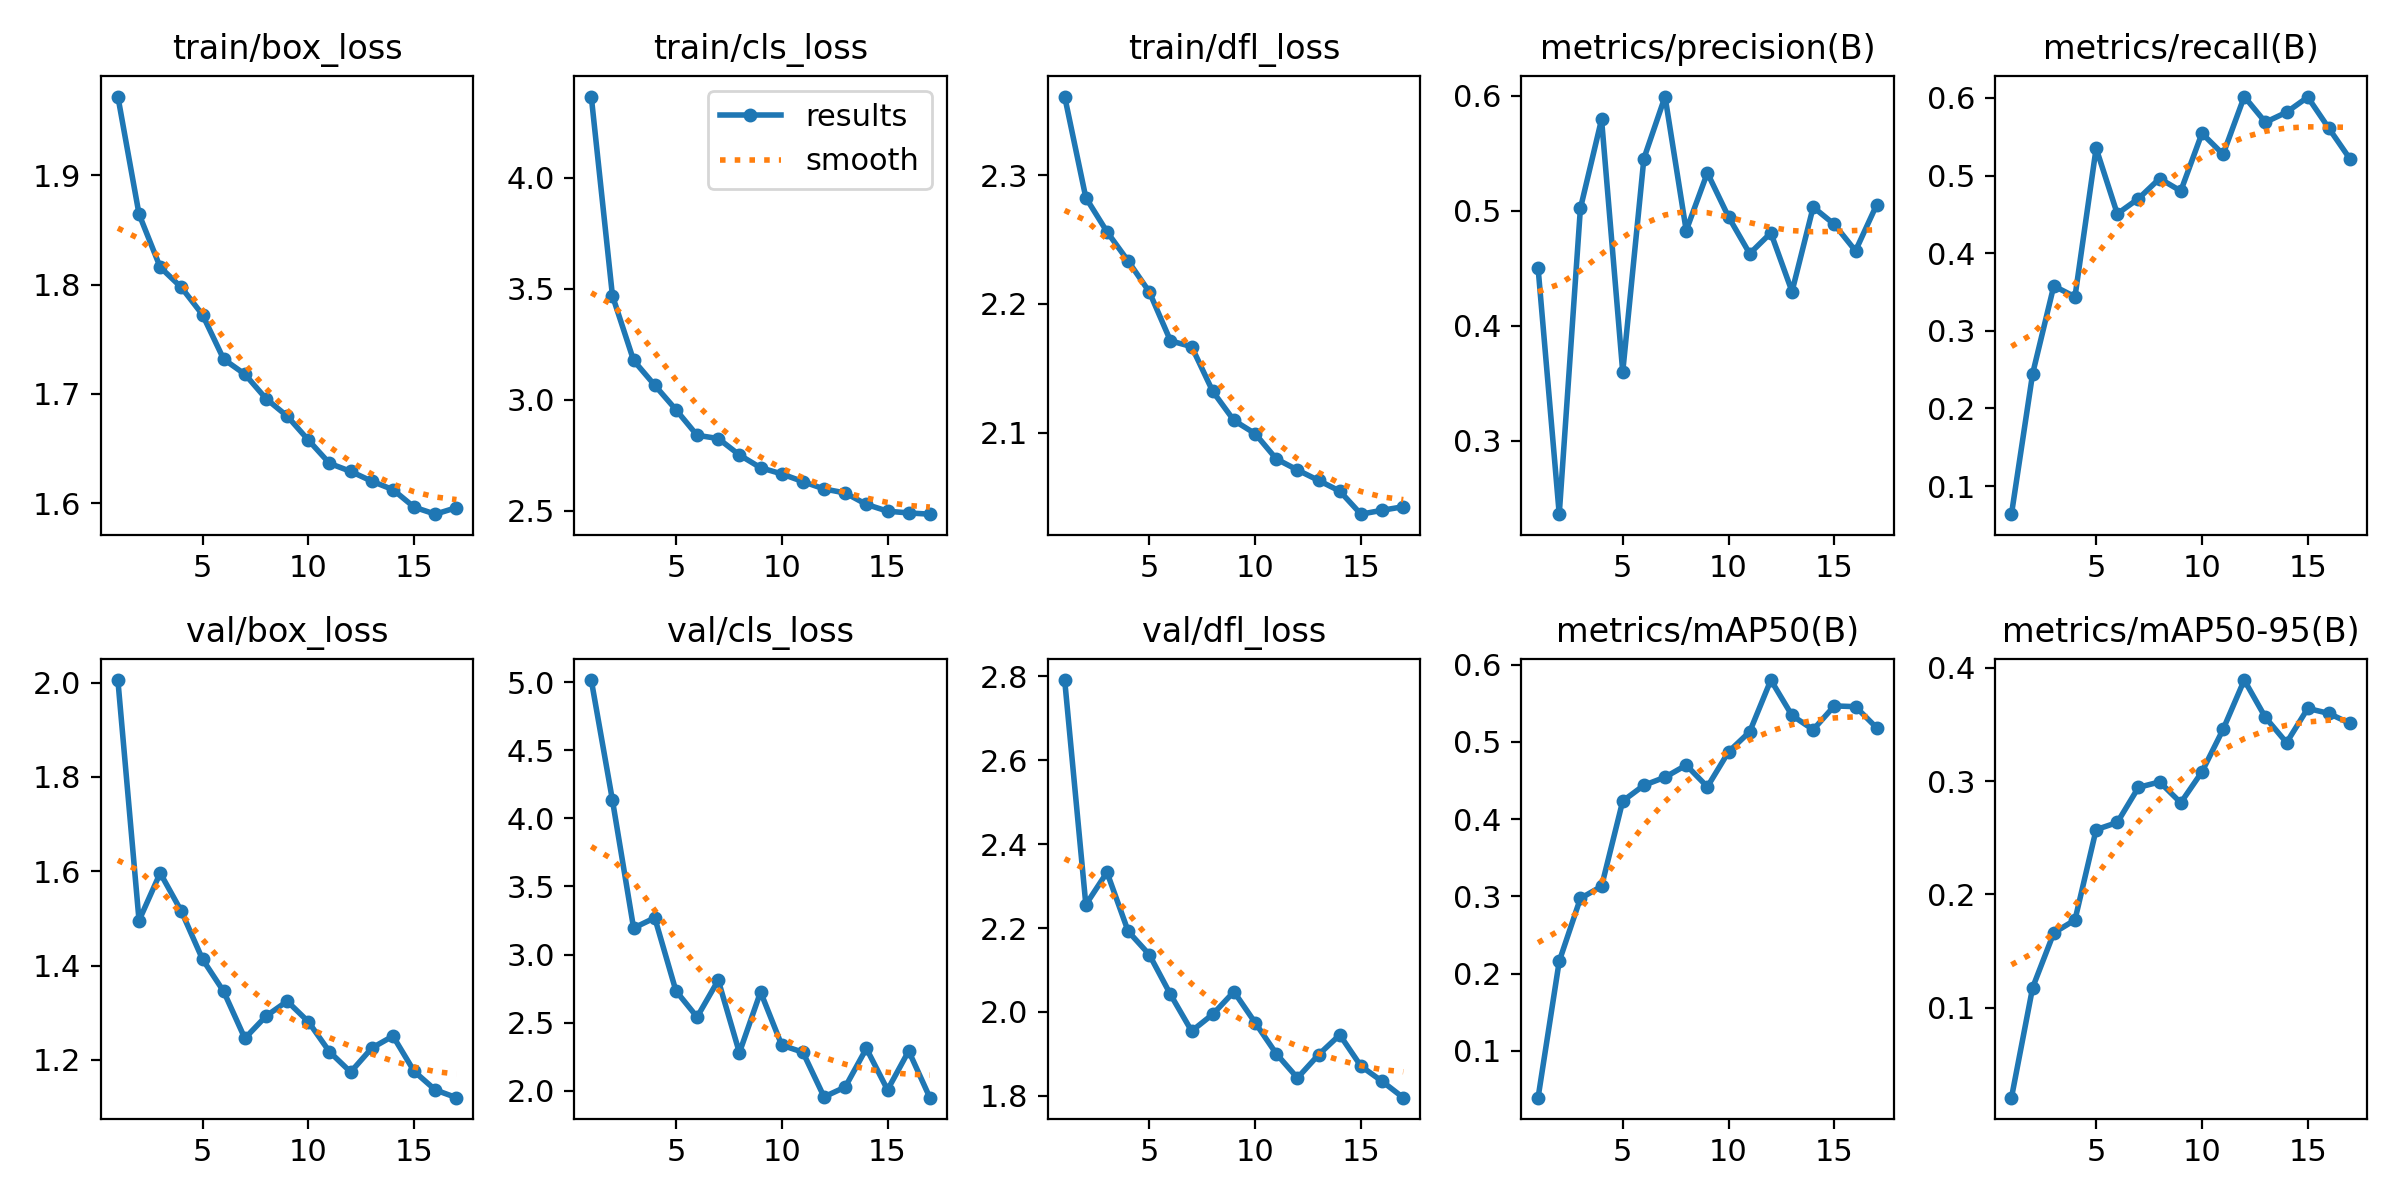 train/box_loss
1.9
1.8
1.7
1.6
5 10 15
train/cls_loss
results
smooth
4.0
3.5
3.0
2.5
5 10 15
train/dfl_loss
2.3
2.2
2.1
5 10 15
metrics/precision(B)
0.6
0.5
0.4
0.3
5 10 15
metrics/recall(B)
0.6
0.5
0.4
0.3
0.2
0.1
5 10 15
val/box_loss
2.0
1.8
1.6
1.4
1.2
5 10 15
val/cls_loss
5.0
4.5
4.0
3.5
3.0
2.5
2.0
5 10 15
val/dfl_loss
2.8
2.6
2.4
2.2
2.0
1.8
5 10 15
metrics/mAP50(B)
0.6
0.5
0.4
0.3
0.2
0.1
5 10 15
metrics/mAP50-95(B)
0.4
0.3
0.2
0.1
5 10 15